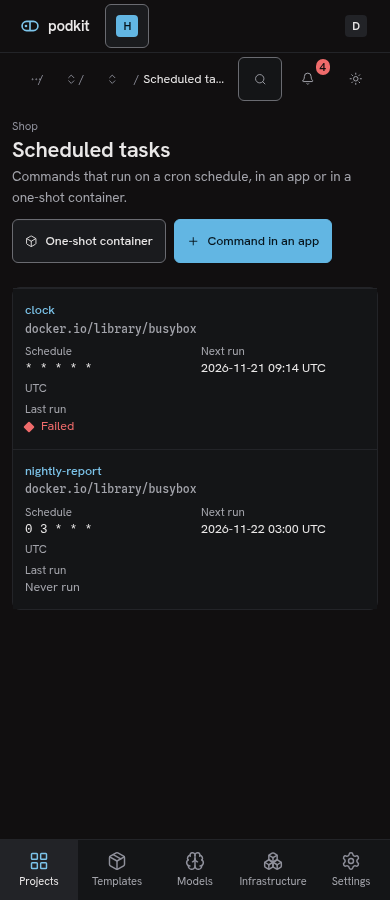 podkit
H
D
../
/
/ Scheduled ta...
4
Shop
Scheduled tasks
Commands that run on a cron schedule, in an app or in a
one-shot container.
One-shot container
Command in an app
clock
docker.io/library/busybox
Schedule
Next run
* * * * *
2026-11-21 09:14 UTC
UTC
Last run
Failed
nightly-report
docker.io/library/busybox
Schedule
Next run
0 3 * * *
2026-11-22 03:00 UTC
UTC
Last run
Never run
Projects
Templates
Models
Infrastructure
Settings